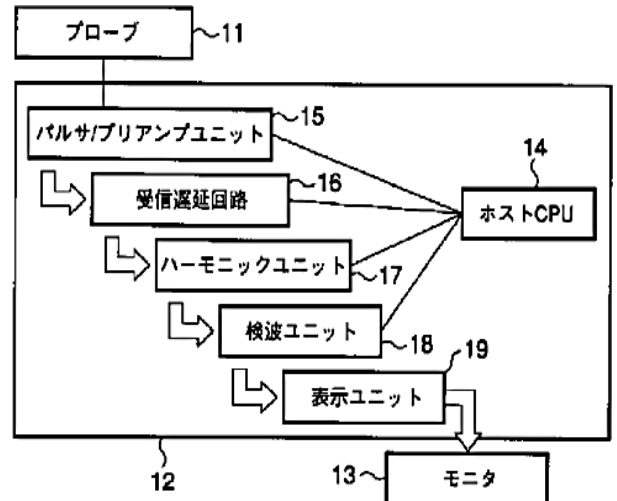 プローブ
11
パルサ/プリアンプユニット
15
14
受信遅延回路
16
ホストCPU
ハーモニックユニット
17
検波ユニット
18
19
表示ユニット
12
13
モニタ